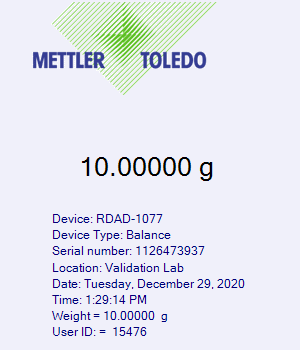 METTLER TOLEDO
10.00000 g
Device: RDAD-1077
Device Type: Balance
Serial number: 1126473937
Location: Validation Lab
Date: Tuesday, December 29, 2020
Time: 1:29:14 PM
Weight = 10.00000  g
User ID: =  15476